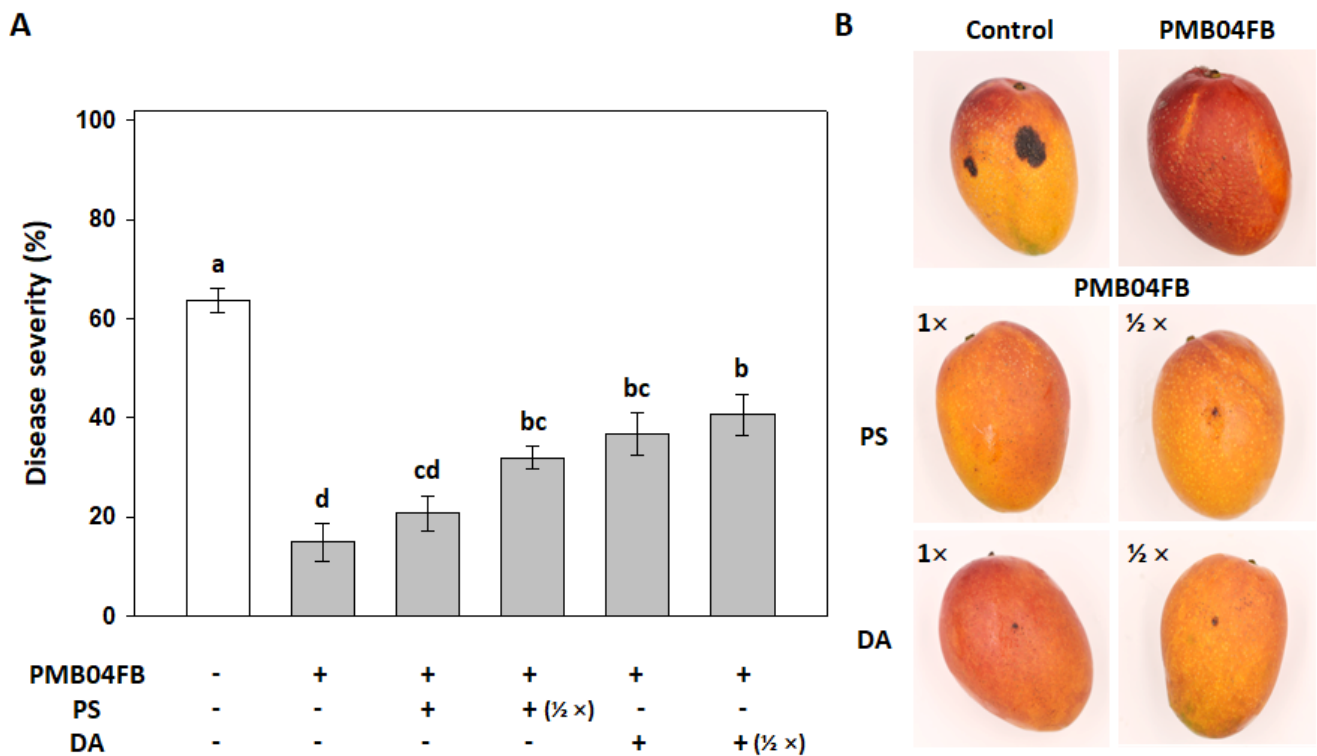 A
Disease severity (%)
100
80
60
40
20
0
a
d
cd
bc
bc
b
PMB04FB - + + + + +
PS - - + + (½ ×) - -
DA - - - - + + (½ ×)
B
Control PMB04FB
PMB04FB
PS 1× ½ ×
DA 1× ½ ×